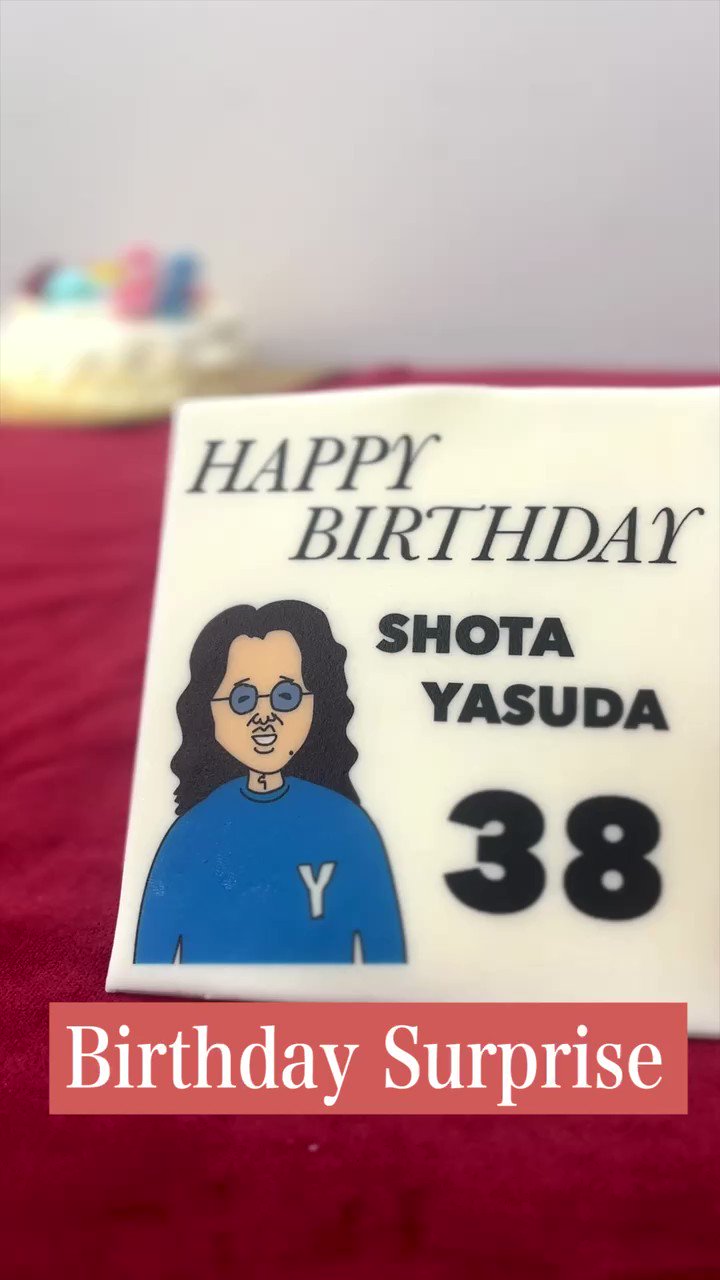 HAPPY
BIRTHDAY
SHOTA
YASUDA
38
Y
Birthday Surprise